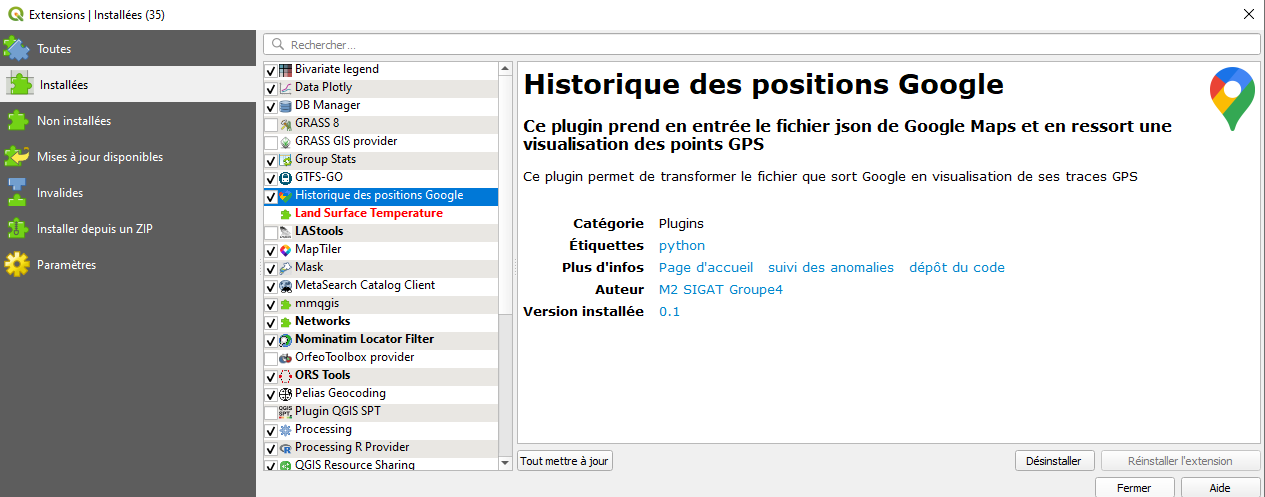 Extensions | Installées (35)
Toutes
Installées
Non installées
Mises à jour disponibles
Invalides
Installer depuis un ZIP
Paramètres
Rechercher...
Bivariate legend
Data Plotly
DB Manager
GRASS 8
GRASS GIS provider
Group Stats
GTFS-GO
Historique des positions Google
Land Surface Temperature
LAStools
MapTiler
Mask
MetaSearch Catalog Client
mmqgis
Networks
Nominatim Locator Filter
OrfeoToolbox provider
ORS Tools
Pelias Geocoding
QGIS SPT
Plugin QGIS SPT
Processing
Processing R Provider
QGIS Resource Sharing
Historique des positions Google
Ce plugin prend en entrée le fichier json de Google Maps et en ressort une
visualisation des points GPS
Ce plugin permet de transformer le fichier que sort Google en visualisation de ses traces GPS
Catégorie Plugins
Étiquettes python
Plus d'infos Page d'accueil suivi des anomalies dépôt du code
Auteur M2 SIGAT Groupe4
Version installée 0.1
Tout mettre à jour
Désinstaller
Réinstaller l'extension
Fermer
Aide